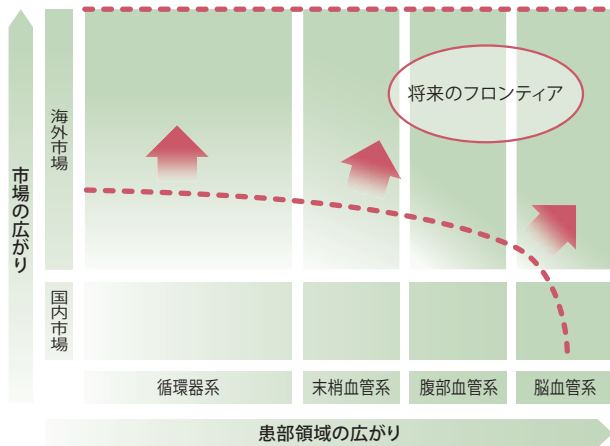 市場の広がり
海外市場
国内市場
将来のフロンティア
循環器系
末梢血管系
腹部血管系
脳血管系
患部領域の広がり